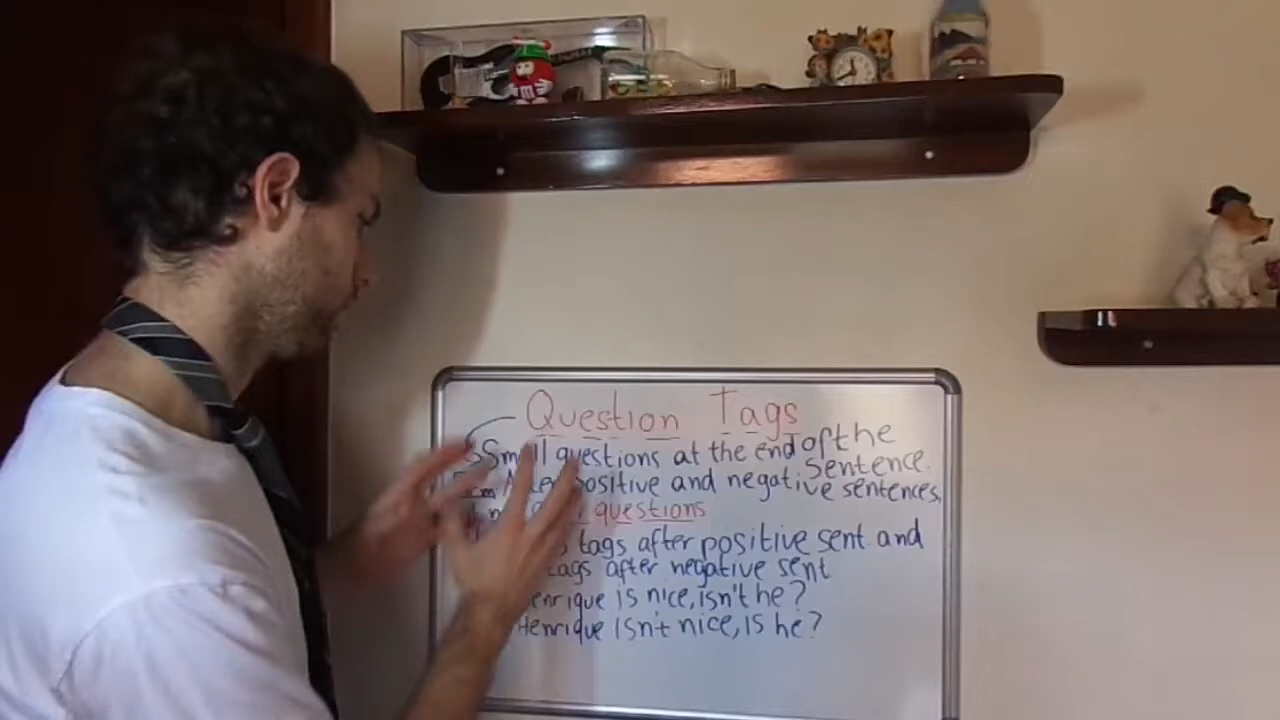 Question Tags
Small questions at the end of the
sentence.
After positive and negative sentences,
questions
tags after positive sent. and
tags after negative sent
Henrique is nice, isn't he?
Henrique isn't nice, is he?